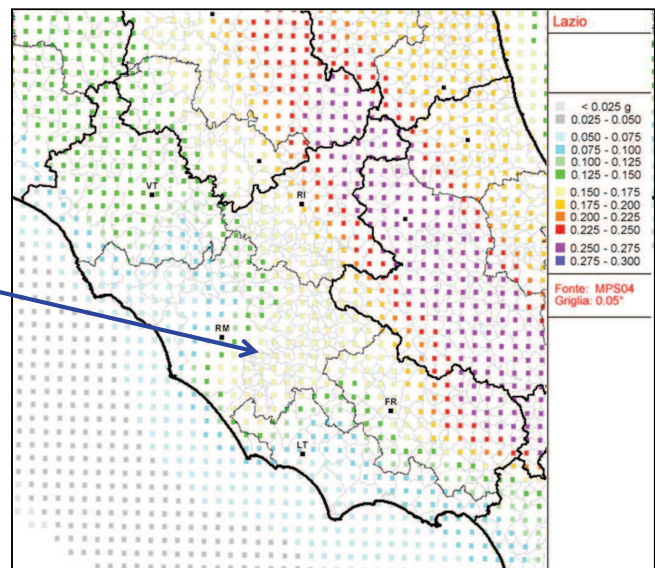 Lazio
< 0.025 g
0.025 - 0.050
0.050 - 0.075
0.075 - 0.100
0.100 - 0.125
0.125 - 0.150
0.150 - 0.175
0.175 - 0.200
0.200 - 0.225
0.225 - 0.250
0.250 - 0.275
0.275 - 0.300
Fonte: MPS04
Griglia: 0.05°
VT
RI
RM
FR
LT